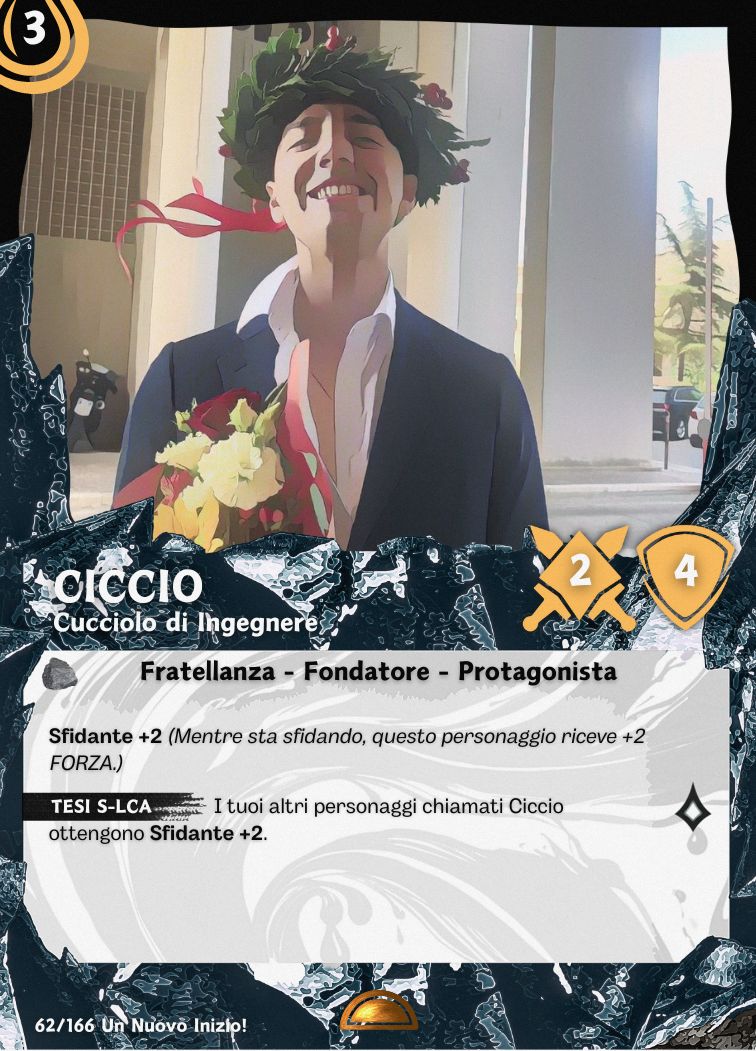 3
CICCIO
Cucciolo di Ingegnere
2
4
Fratellanza - Fondatore - Protagonista
Sfidante +2 (Mentre sta sfidando, questo personaggio riceve +2
FORZA.)
TESI S-LCA I tuoi altri personaggi chiamati Ciccio
ottengono Sfidante +2.
62/166 Un Nuovo Inizio!